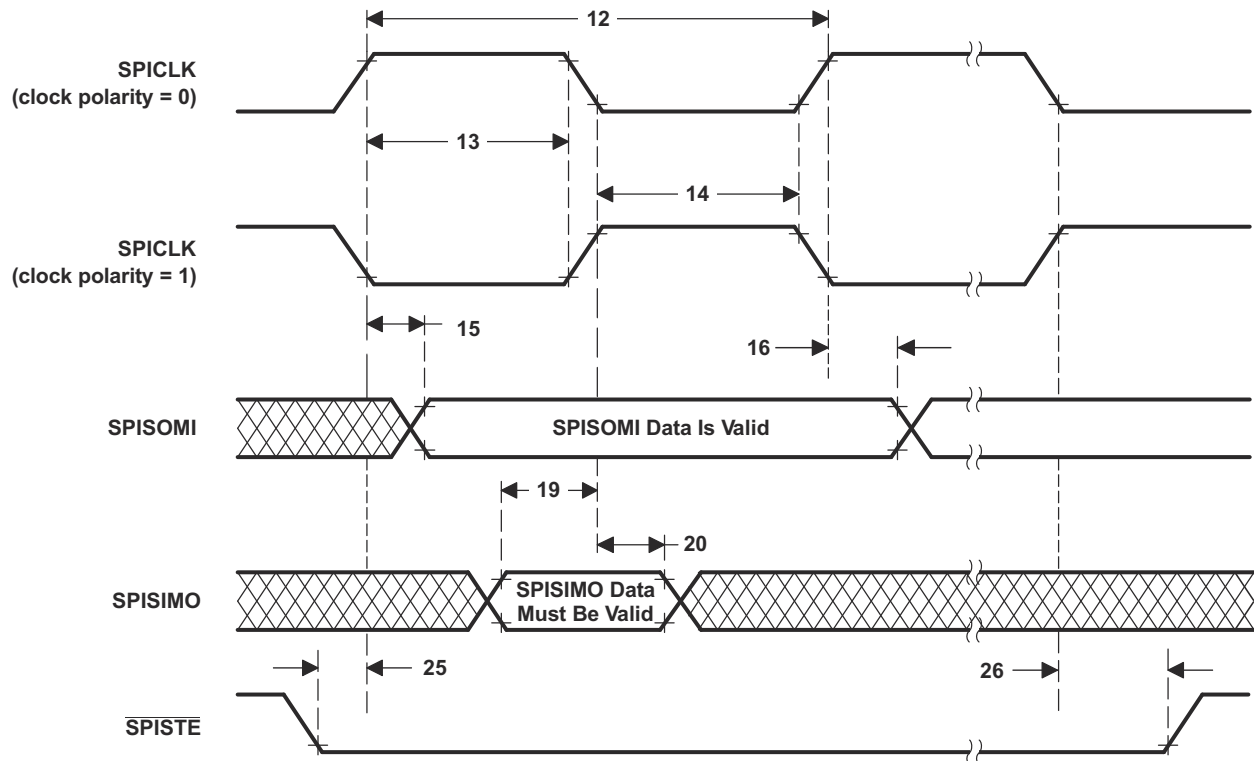 12
SPICLK
(clock polarity = 0)
13
14
SPICLK
(clock polarity = 1)
15
16
SPISOMI
SPISOMI Data Is Valid
19
20
SPISIMO
SPISIMO Data
Must Be Valid
25
26
SPISTE